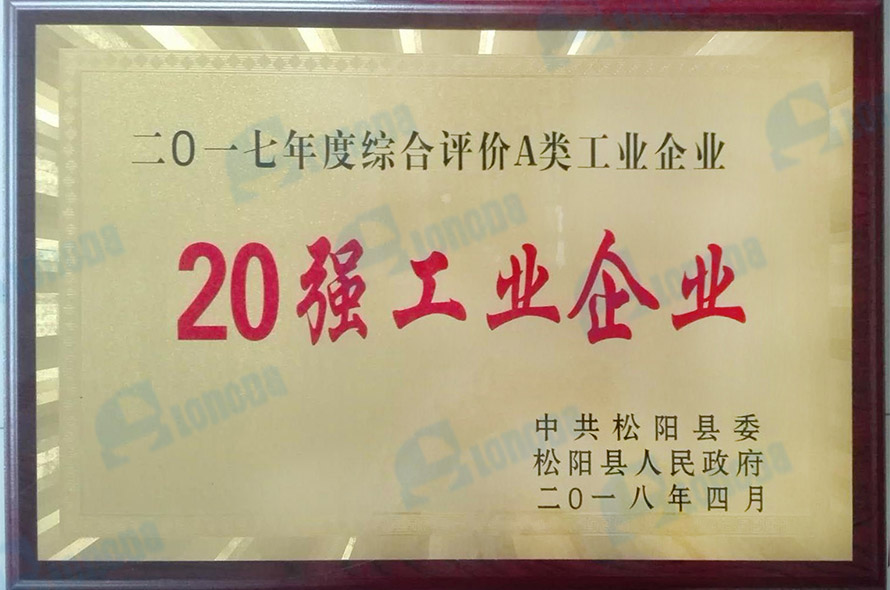 二〇一七年度综合评价A类工业企业
20强工业企业
中共松阳县委
松阳县人民政府
二〇一八年四月